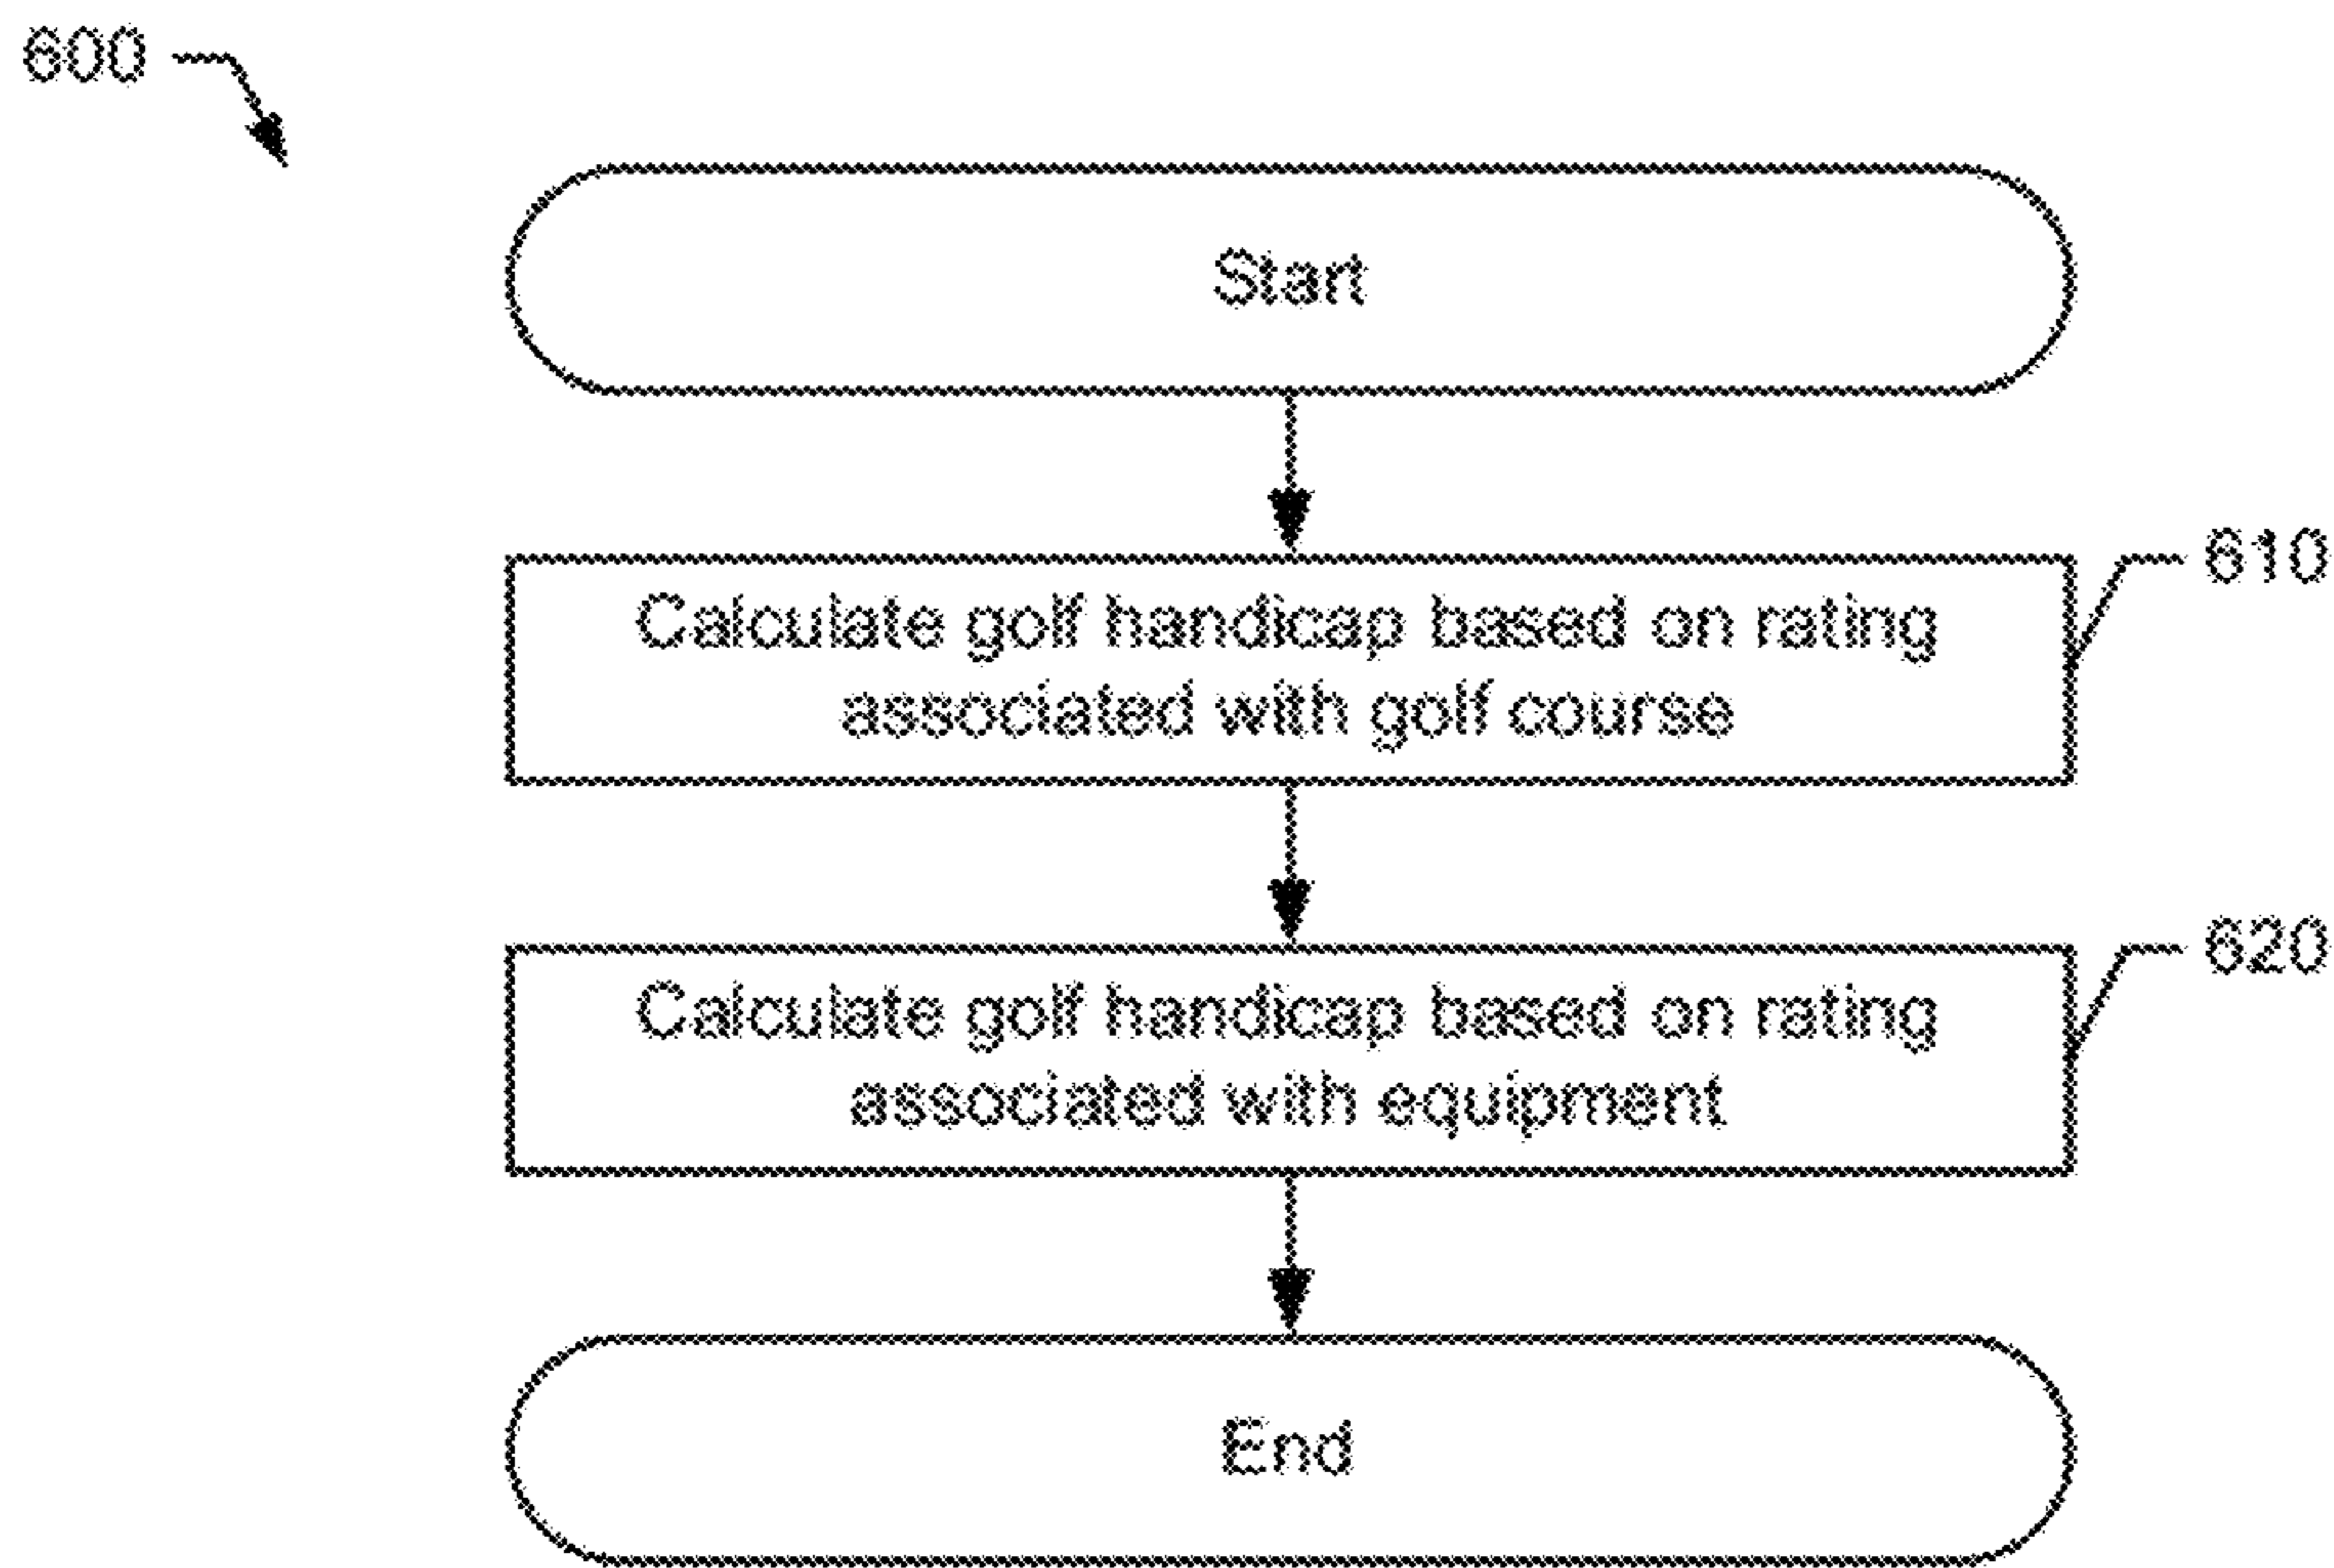 600
Start
610
Calculate golf handicap based on rating
associated with golf course
620
Calculate golf handicap based on rating
associated with equipment
End